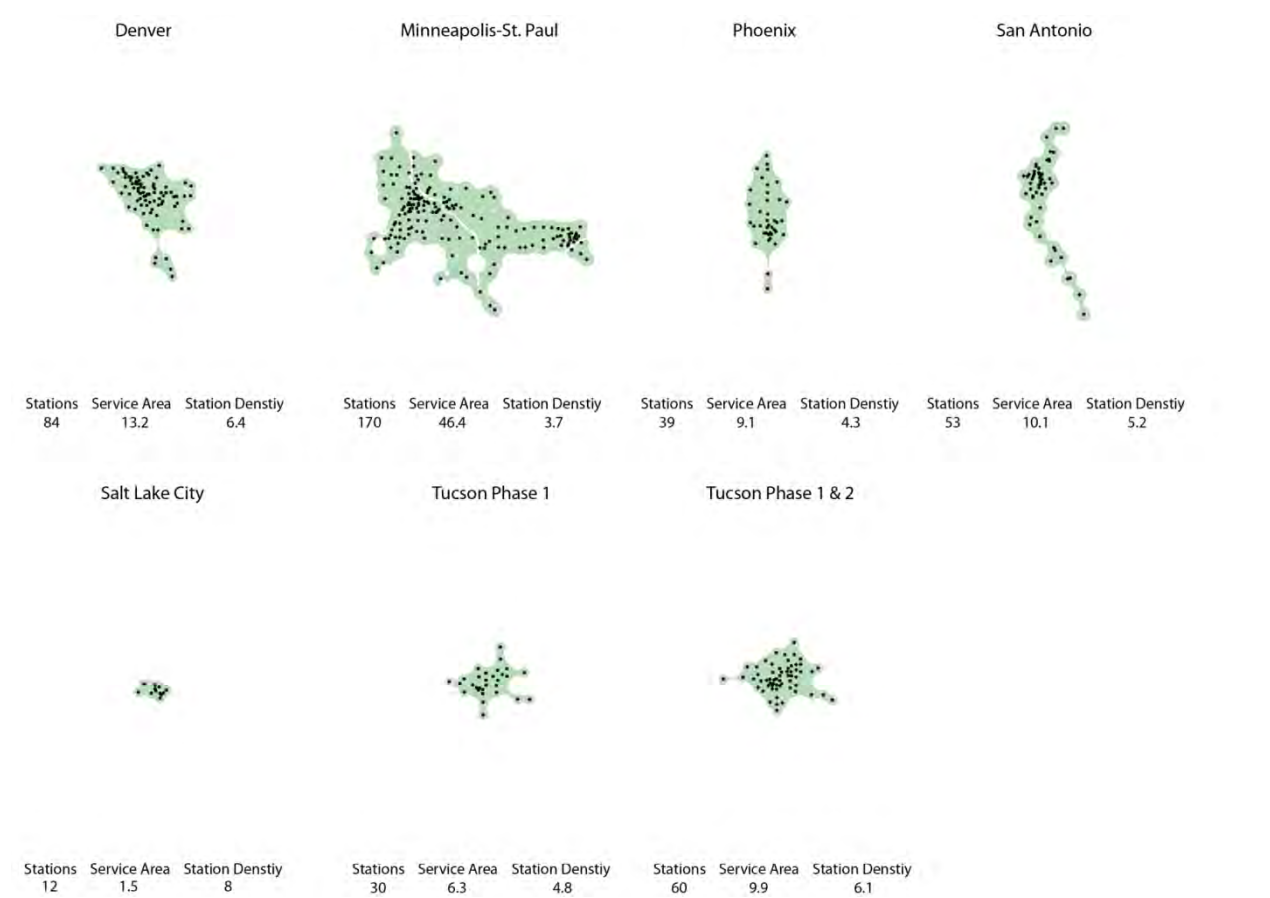 Denver Minneapolis-St. Paul Phoenix San Antonio
Stations Service Area Station Denstiy Stations Service Area Station Denstiy Stations Service Area Station Denstiy Stations Service Area Station Denstiy
84 13.2 6.4 170 46.4 3.7 39 9.1 4.3 53 10.1 5.2
Salt Lake City Tucson Phase 1 Tucson Phase 1 & 2
Stations Service Area Station Denstiy Stations Service Area Station Denstiy Stations Service Area Station Denstiy
12 1.5 8 30 6.3 4.8 60 9.9 6.1